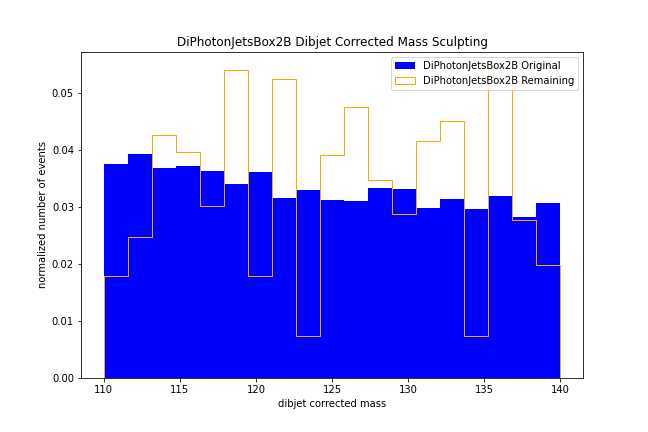 DiPhotonJetsBox2B Dibjet Corrected Mass Sculpting
DiPhotonJetsBox2B Original
DiPhotonJetsBox2B Remaining
normalized number of events
0.05
0.04
0.03
0.02
0.01
0.00
110 115 120 125 130 135 140
dibjet corrected mass